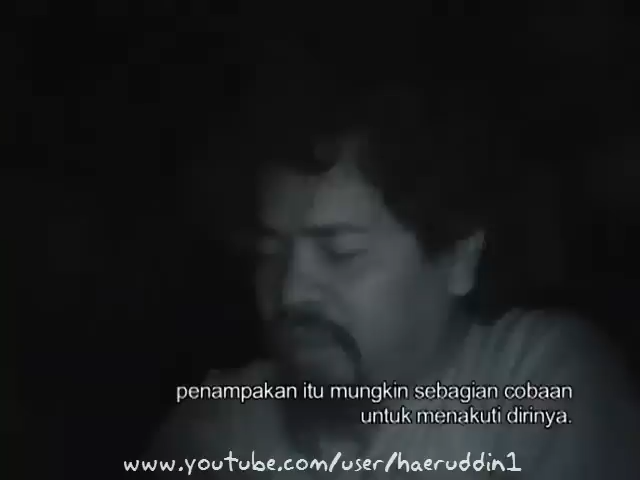 penampakan itu mungkin sebagian cobaan
untuk menakuti dirinya.
www.youtube.com/user/haeruddin1